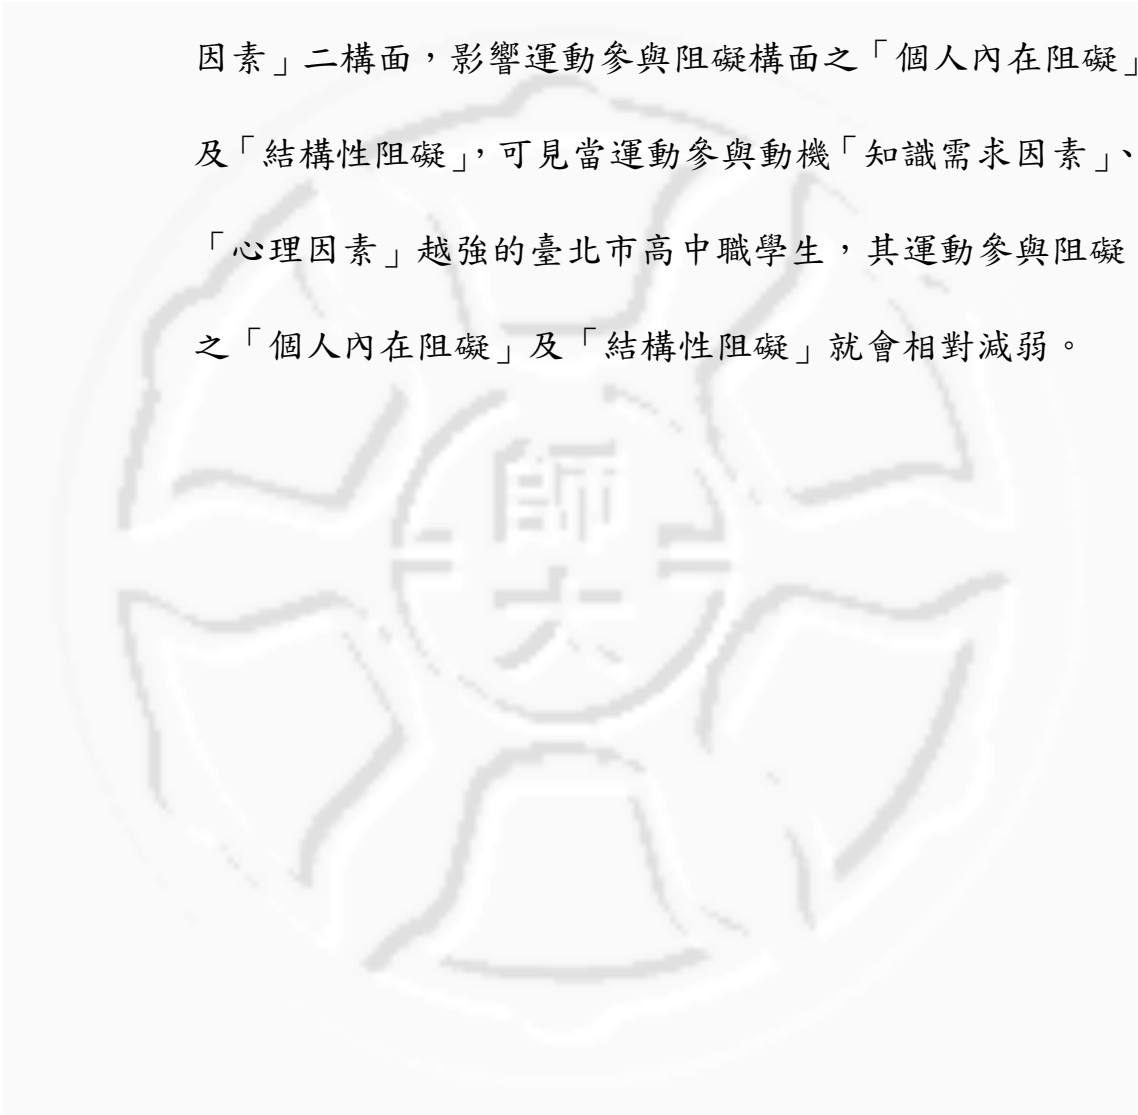 因素」二構面，影響運動參與阻礙構面之「個人內在阻礙」
及「結構性阻礙」，可見當運動參與動機「知識需求因素」、
「心理因素」越強的臺北市高中職學生，其運動參與阻礙
之「個人內在阻礙」及「結構性阻礙」就會相對減弱。
師
大